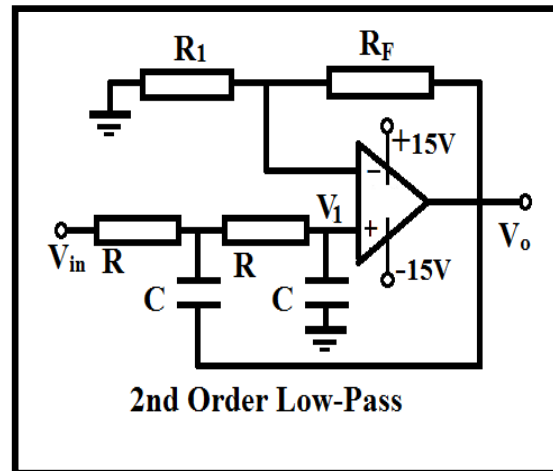 R1 RF
+15V
−
V1
+
Vin R R Vo
-15V
C C
2nd Order Low-Pass